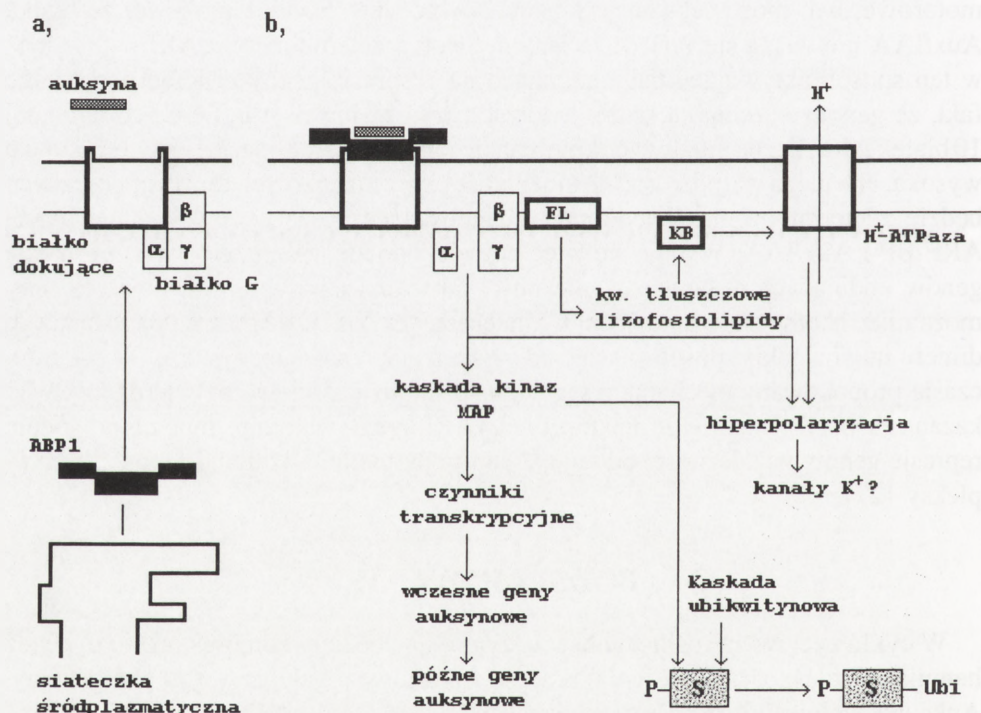 a,
auksyna
białko
dokujące
α
β
γ
białko G
ABP1
siateczka
śródplazmatyczna
b,
α
β
γ
FL
KB
H⁺
H⁺-ATPaza
kw. tłuszczowe
lizofosfolipidy
kaskada kinaz
MAP
hiperpolaryzacja
kanały K⁺?
czynniki
transkrypcyjne
wczesne geny
auksynowe
późne geny
auksynowe
Kaskada
ubikwitynowa
P
S
P
S
Ubi